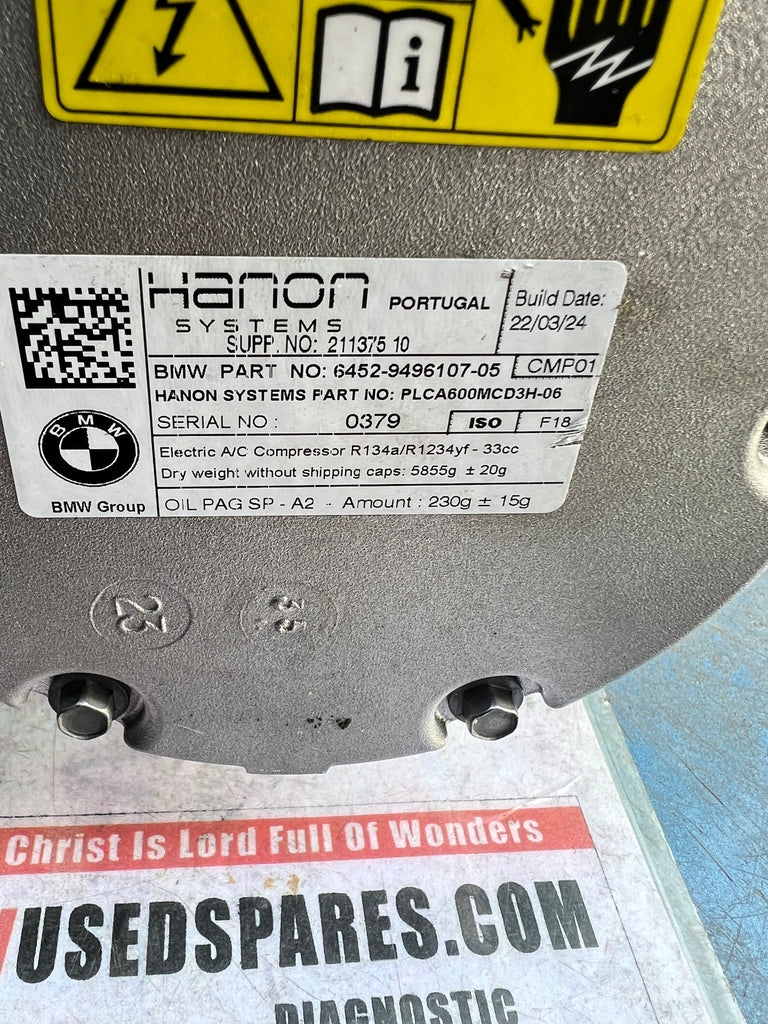 Hanon
SYSTEMS
PORTUGAL
Build Date:
22/03/24
SUPP. NO: 211375 10
BMW PART NO: 6452-9496107-05
CMP01
HANON SYSTEMS PART NO: PLCA600MCD3H-06
SERIAL NO : 0379
ISO
F18
Electric A/C Compressor R134a/R1234yf - 33cc
Dry weight without shipping caps: 5855g ± 20g
OIL PAG SP - A2 - Amount : 230g ± 15g
BMW
BMW Group
23
Christ Is Lord Full Of Wonders
USEDSPARES.COM
DIAGNOSTIC